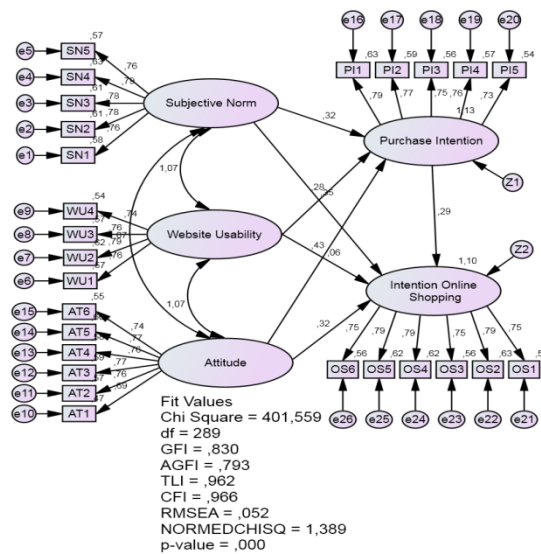 e16 e17 e18 e19 e20
,63 ,59 ,56 ,57 ,54
PI1 PI2 PI3 PI4 PI5
,79 ,77 ,75 ,76 ,73
1,13
Purchase Intention
Z1
e5 SN5 ,57
e4 SN4 ,63
e3 SN3 ,61
e2 SN2 ,61
e1 SN1 ,58
,76
,79
,78
,78
,76
Subjective Norm
,32
1,07
,28
e9 WU4 ,54
e8 WU3 ,57
e7 WU2 ,62
e6 WU1 ,57
,74
,76
,79
,76
Website Usability
,43
,06
,29
Z2
1,10
Intention Online
Shopping
1,07
,32
e15 AT6 ,55
e14 AT5
e13 AT4
e12 AT3
e11 AT2
e10 AT1
,74
,77
,76
,77
,76
,69
Attitude
,75 ,79 ,79 ,75 ,79 ,75
OS6 OS5 OS4 OS3 OS2 OS1
,56 ,62 ,62 ,56 ,63
e26 e25 e24 e23 e22 e21
Fit Values
Chi Square = 401,559
df = 289
GFI = ,830
AGFI = ,793
TLI = ,962
CFI = ,966
RMSEA = ,052
NORMEDCHISQ = 1,389
p-value = ,000